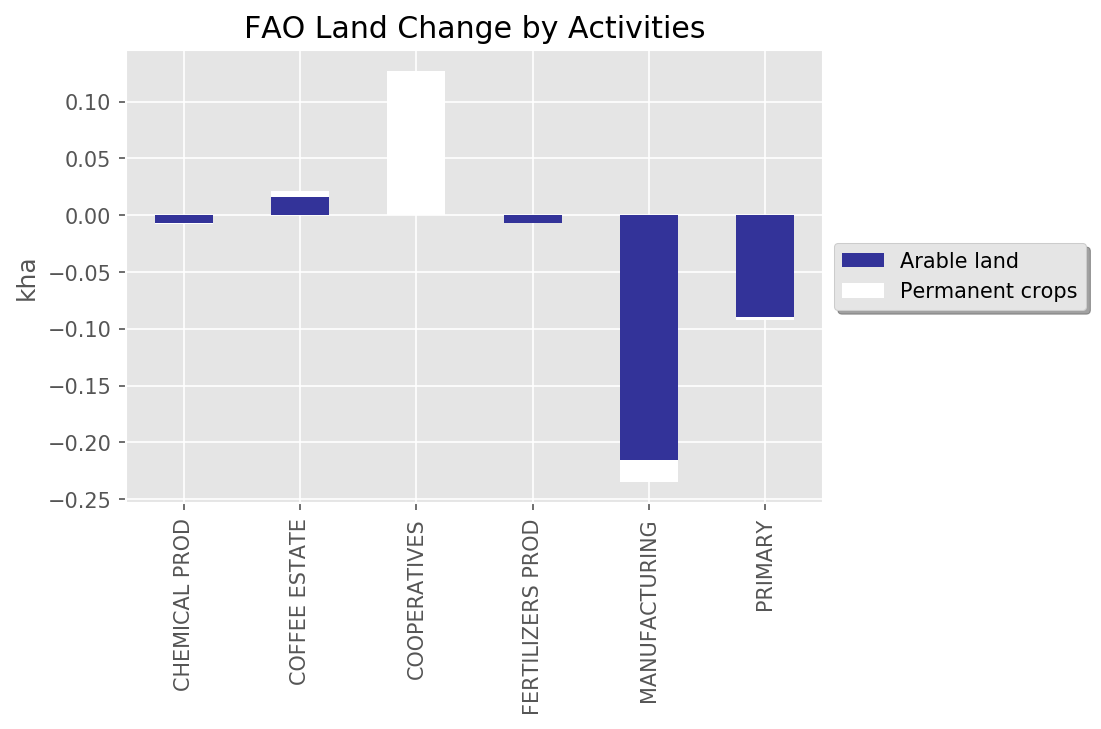 FAO Land Change by Activities
0.10
0.05
0.00
−0.05
−0.10
−0.15
−0.20
−0.25
kha
Arable land
Permanent crops
CHEMICAL PROD
COFFEE ESTATE
COOPERATIVES
FERTILIZERS PROD
MANUFACTURING
PRIMARY